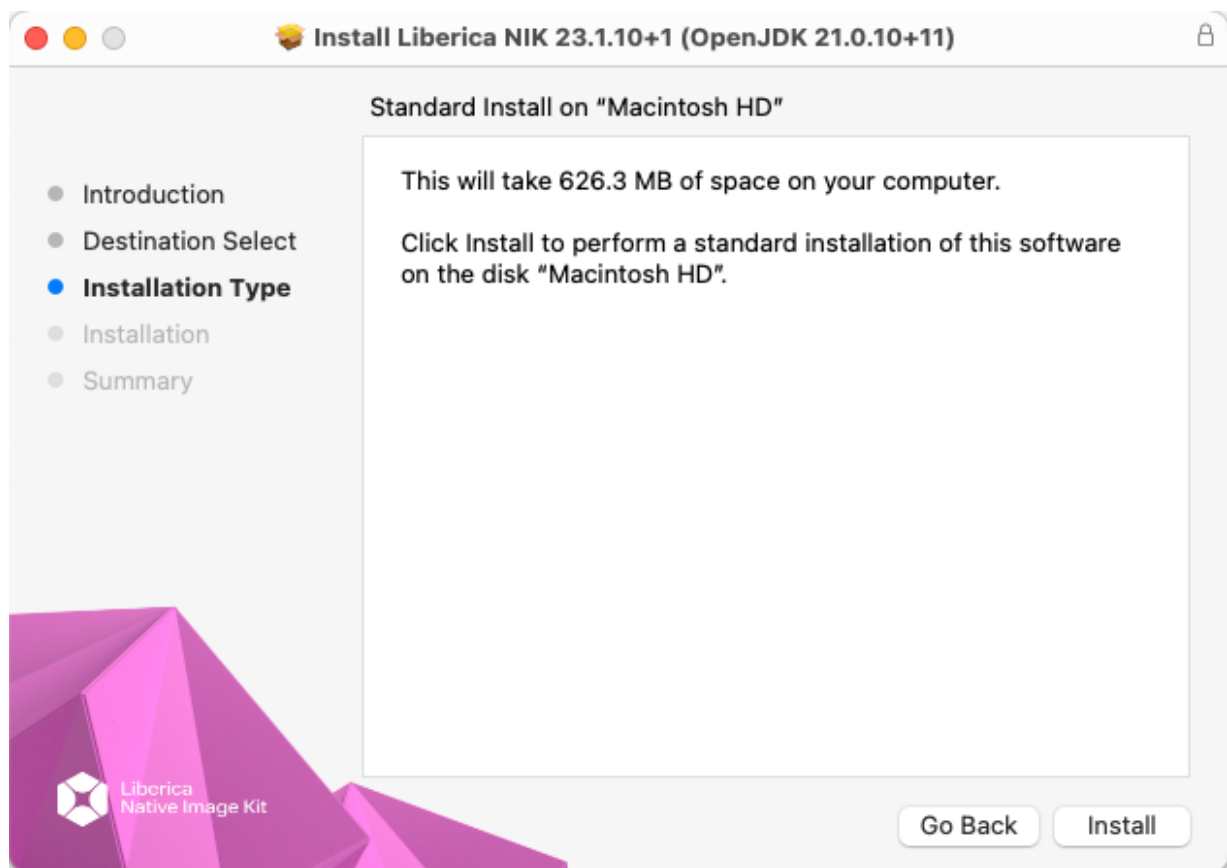 Install Liberica NIK 23.1.10+1 (OpenJDK 21.0.10+11)
Standard Install on “Macintosh HD”
Introduction
Destination Select
Installation Type
Installation
Summary
This will take 626.3 MB of space on your computer.
Click Install to perform a standard installation of this software
on the disk “Macintosh HD”.
Liberica
Native Image Kit
Go Back
Install